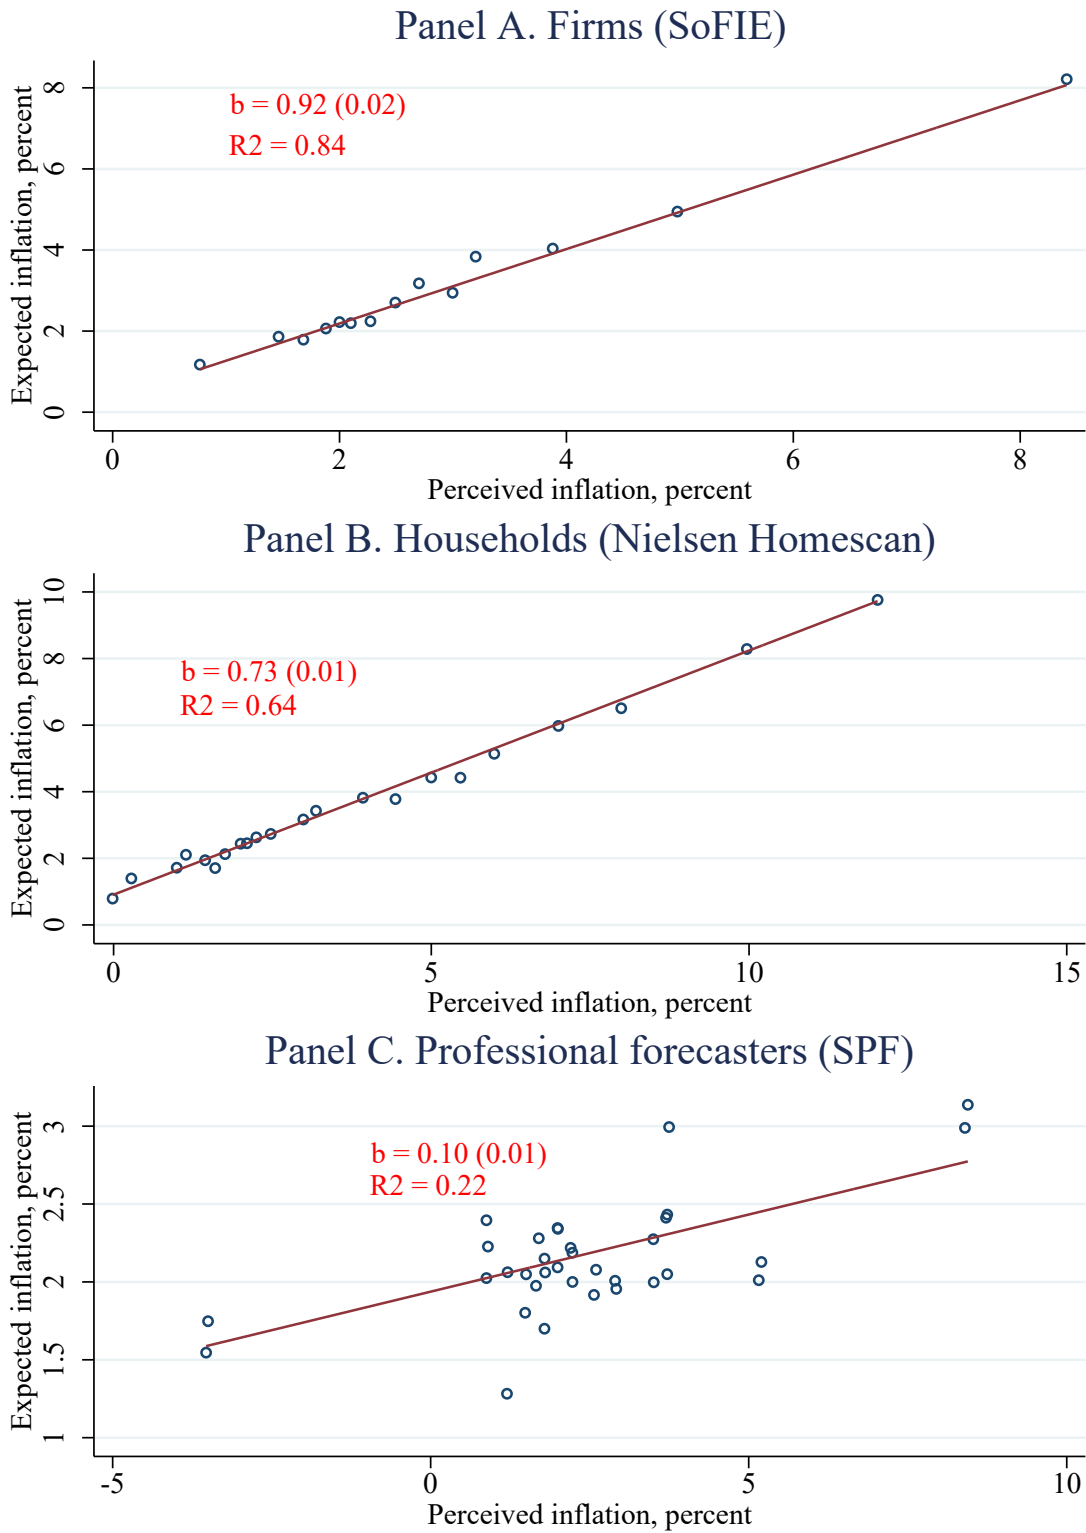 Panel A. Firms (SoFIE)
Expected inflation, percent
8
6
4
2
0
b = 0.92 (0.02)
R2 = 0.84
0 2 4 6 8
Perceived inflation, percent
Panel B. Households (Nielsen Homescan)
Expected inflation, percent
10
8
6
4
2
0
b = 0.73 (0.01)
R2 = 0.64
0 5 10 15
Perceived inflation, percent
Panel C. Professional forecasters (SPF)
Expected inflation, percent
3
2.5
2
1.5
1
b = 0.10 (0.01)
R2 = 0.22
-5 0 5 10
Perceived inflation, percent